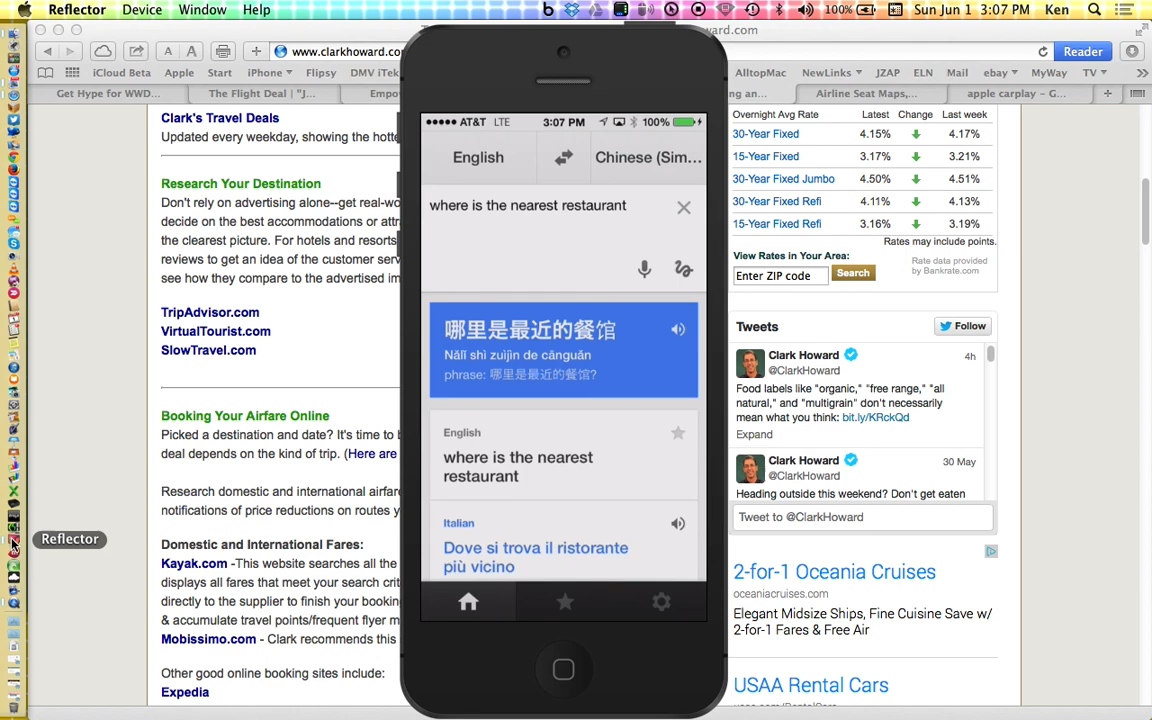 Reflector Device Window Help
100% Sun Jun 1 3:07 PM Ken
www.clarkhoward.co
ward.com
Reader
iCloud Beta Apple Start iPhone Flipsy DMV iTek
AlltopMac NewLinks JZAP ELN Mail ebay MyWay TV
Get Hype for WWD...
The Flight Deal | "J...
Empo
ng an...
Airline Seat Maps,...
apple carplay – G...
Clark's Travel Deals
Updated every weekday, showing the hotte
Research Your Destination
Don't rely on advertising alone--get real-wo
decide on the best accommodations or attra
the clearest picture. For hotels and resorts
reviews to get an idea of the customer serv
see how they compare to the advertised im
TripAdvisor.com
VirtualTourist.com
SlowTravel.com
Booking Your Airfare Online
Picked a destination and date? It's time to b
deal depends on the kind of trip. (Here are
Research domestic and international airfare
notifications of price reductions on routes y
Domestic and International Fares:
Kayak.com -This website searches all the
displays all fares that meet your search crit
directly to the supplier to finish your booking
& accumulate travel points/frequent flyer m
Mobissimo.com - Clark recommends this
Other good online booking sites include:
Expedia
Reflector
AT&T LTE 3:07 PM 100%
English
Chinese (Sim...
where is the nearest restaurant
哪里是最近的餐馆
Nǎlǐ shì zuìjìn de cānguǎn
phrase: 哪里是最近的餐馆?
English
where is the nearest
restaurant
Italian
Dove si trova il ristorante
più vicino
Overnight Avg Rate Latest Change Last week
30-Year Fixed 4.15% 4.17%
15-Year Fixed 3.17% 3.21%
30-Year Fixed Jumbo 4.50% 4.51%
30-Year Fixed Refi 4.11% 4.13%
15-Year Fixed Refi 3.16% 3.19%
Rates may include points.
View Rates in Your Area:
Enter ZIP code
Search
Rate data provided
by Bankrate.com
Tweets
Follow
Clark Howard 4h
@ClarkHoward
Food labels like "organic," "free range," "all
natural," and "multigrain" don't necessarily
mean what you think: bit.ly/KRckQd
Expand
Clark Howard 30 May
@ClarkHoward
Heading outside this weekend? Don't get eaten
Tweet to @ClarkHoward
2-for-1 Oceania Cruises
oceaniacruises.com
Elegant Midsize Ships, Fine Cuisine Save w/
2-for-1 Fares & Free Air
USAA Rental Cars